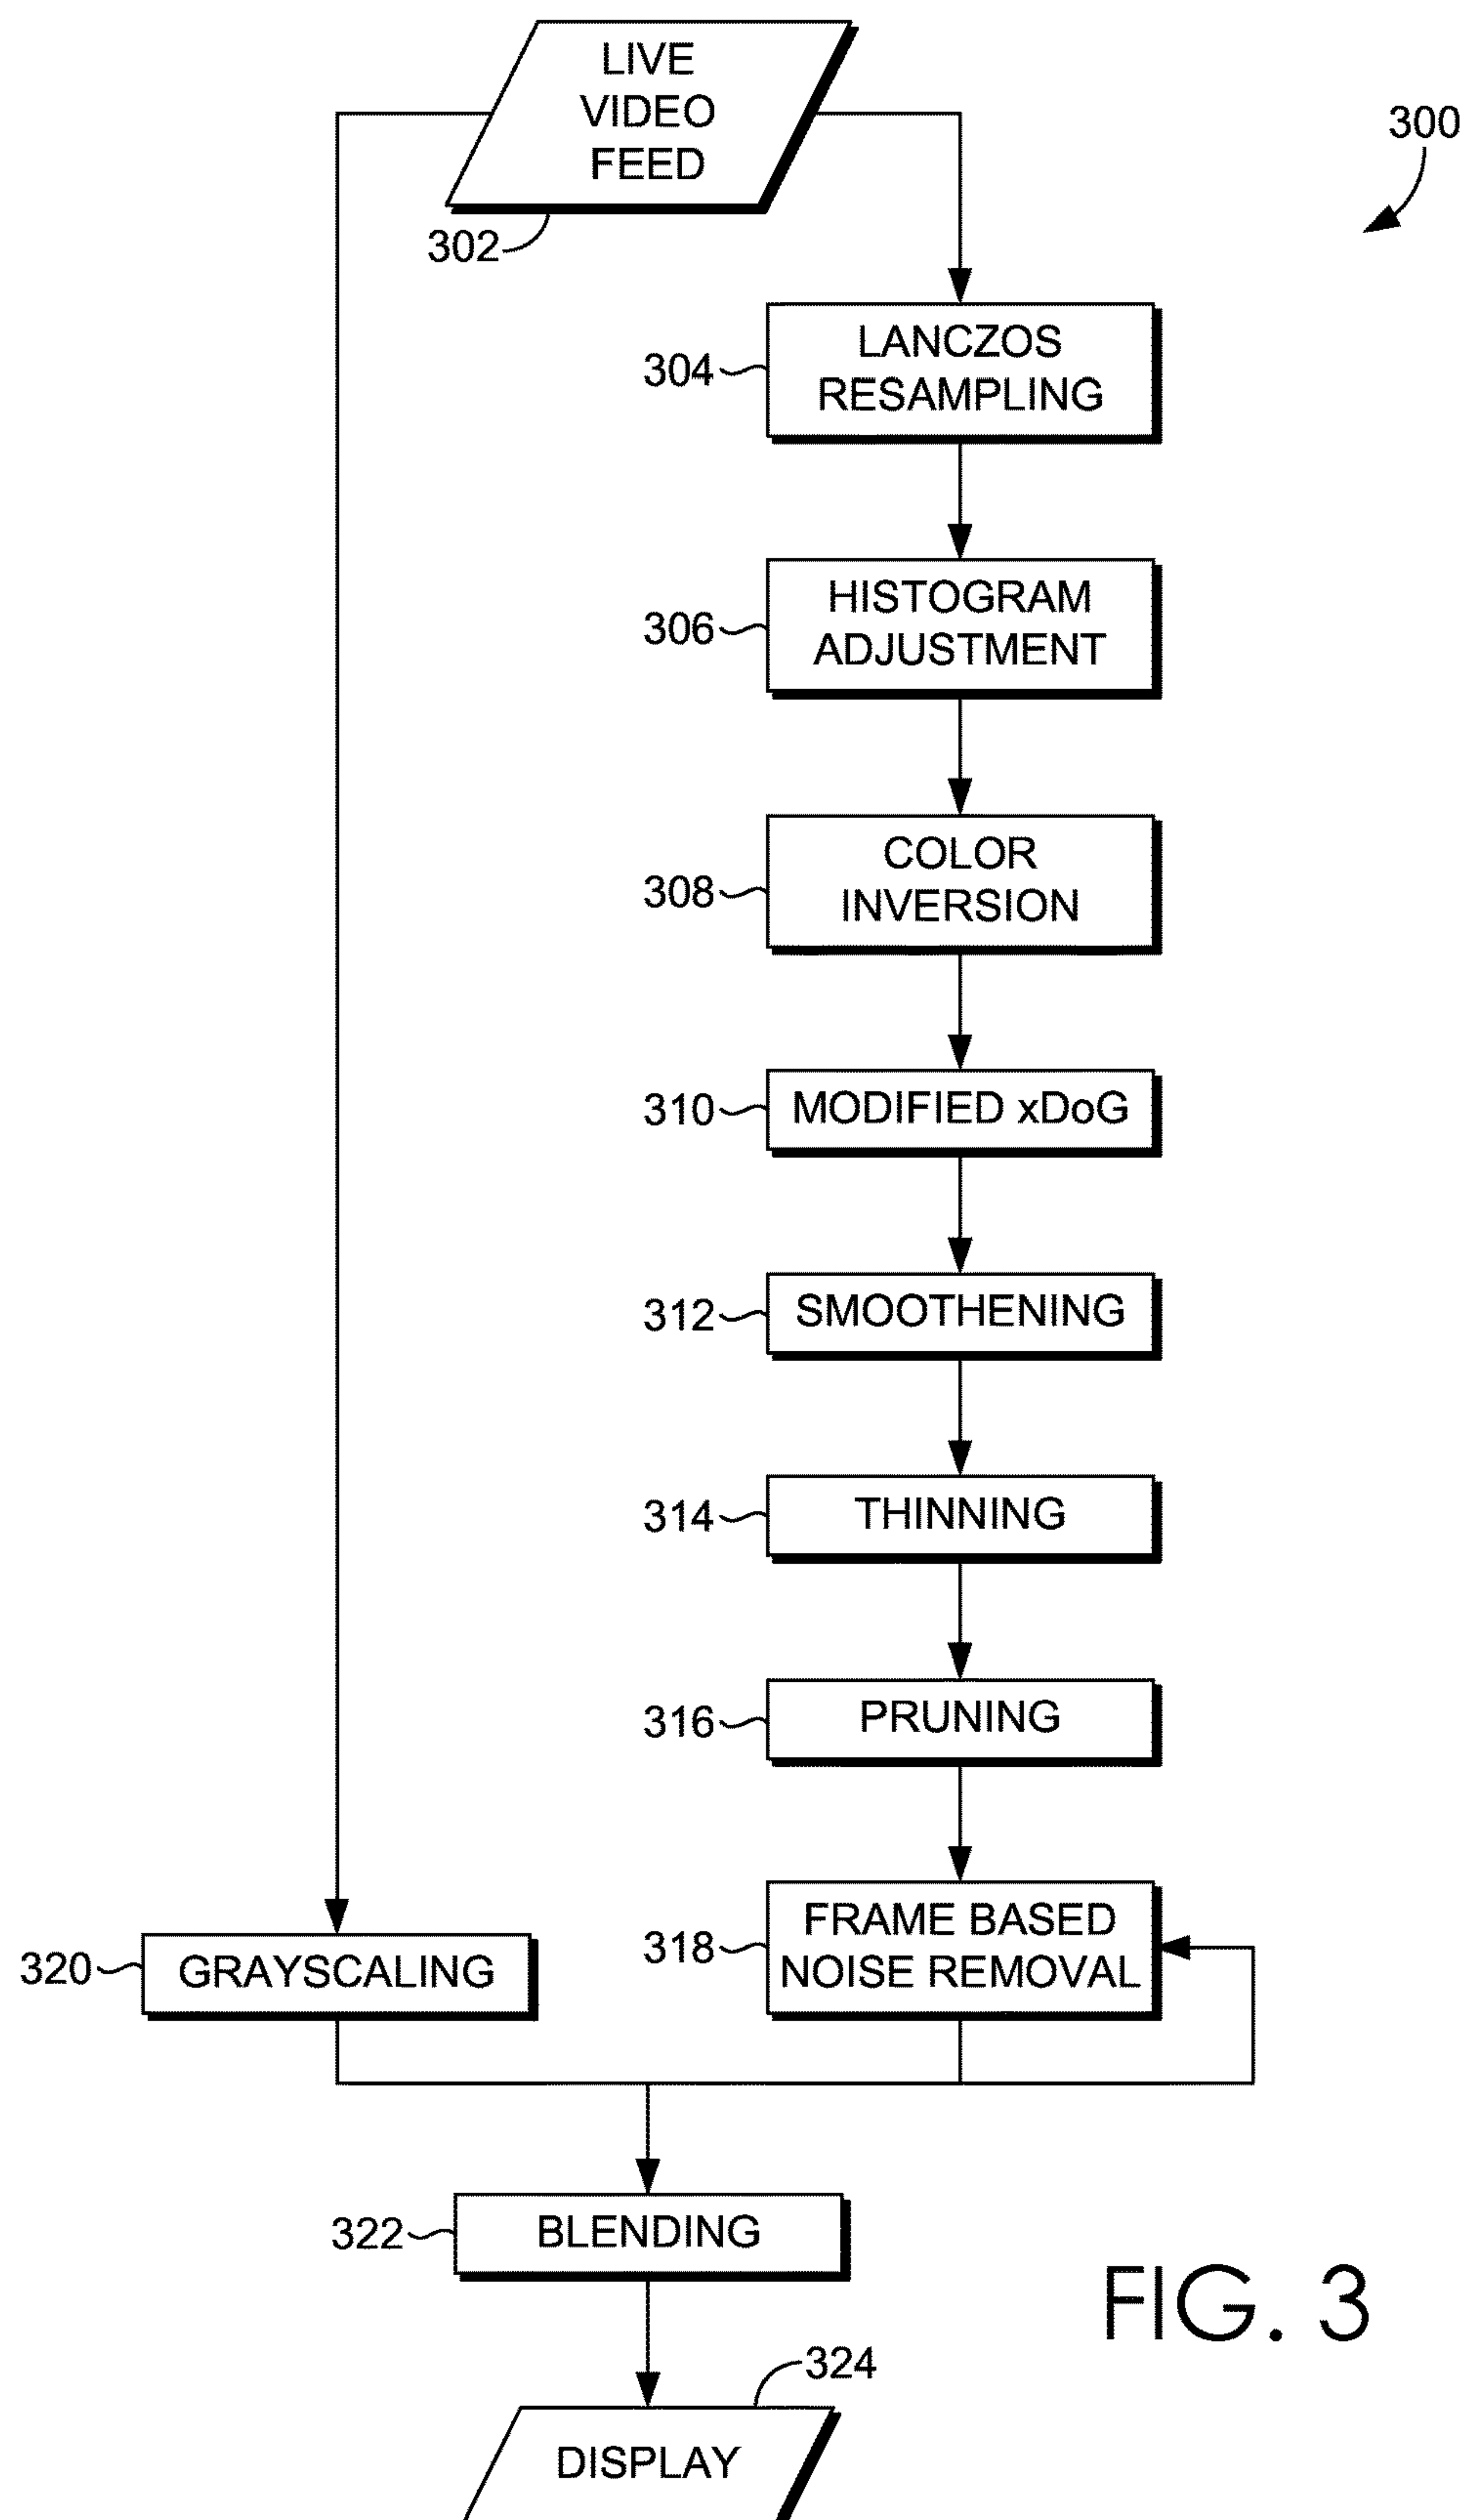 LIVE
VIDEO
FEED
300
302
304
LANCZOS
RESAMPLING
306
HISTOGRAM
ADJUSTMENT
308
COLOR
INVERSION
310
MODIFIED xDoG
312
SMOOTHENING
314
THINNING
316
PRUNING
318
FRAME BASED
NOISE REMOVAL
320
GRAYSCALING
322
BLENDING
FIG. 3
324
DISPLAY